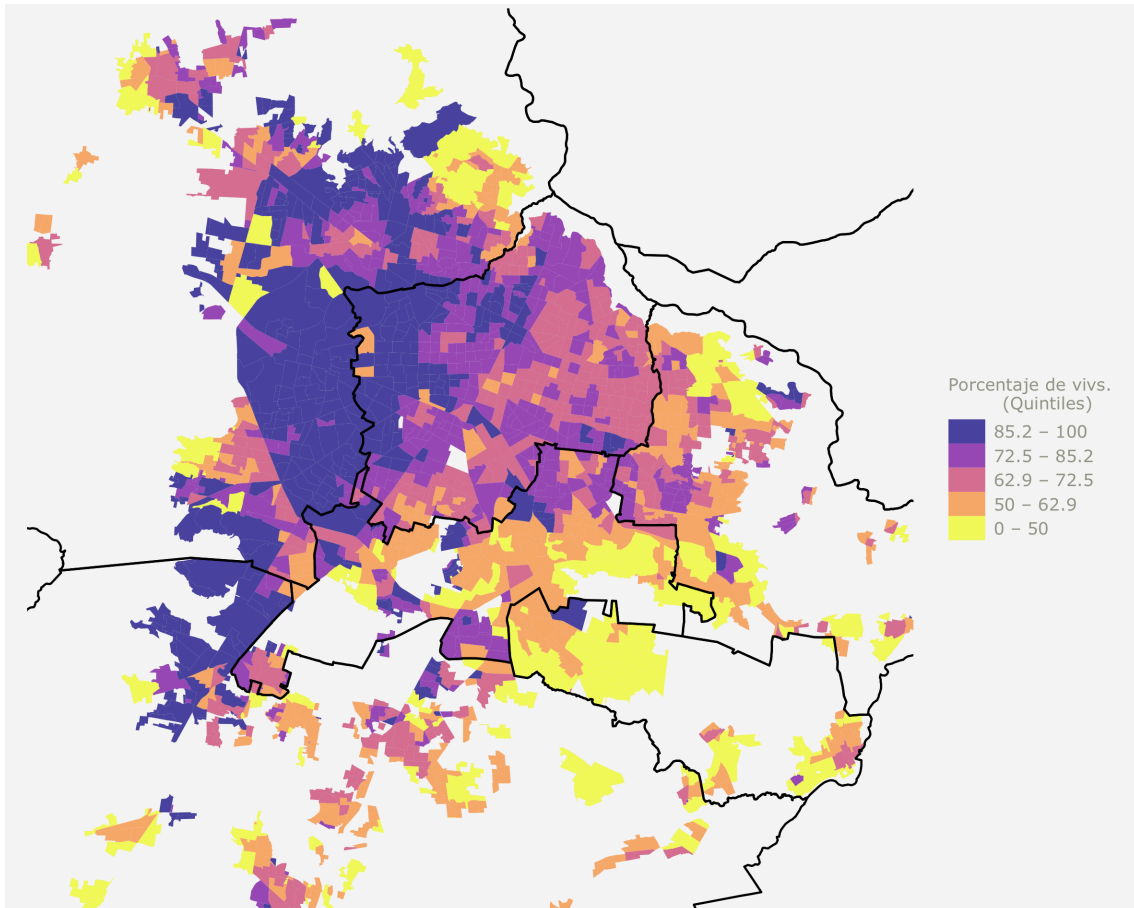 Porcentaje de vivs.
(Quintiles)
85.2 – 100
72.5 – 85.2
62.9 – 72.5
50 – 62.9
0 – 50